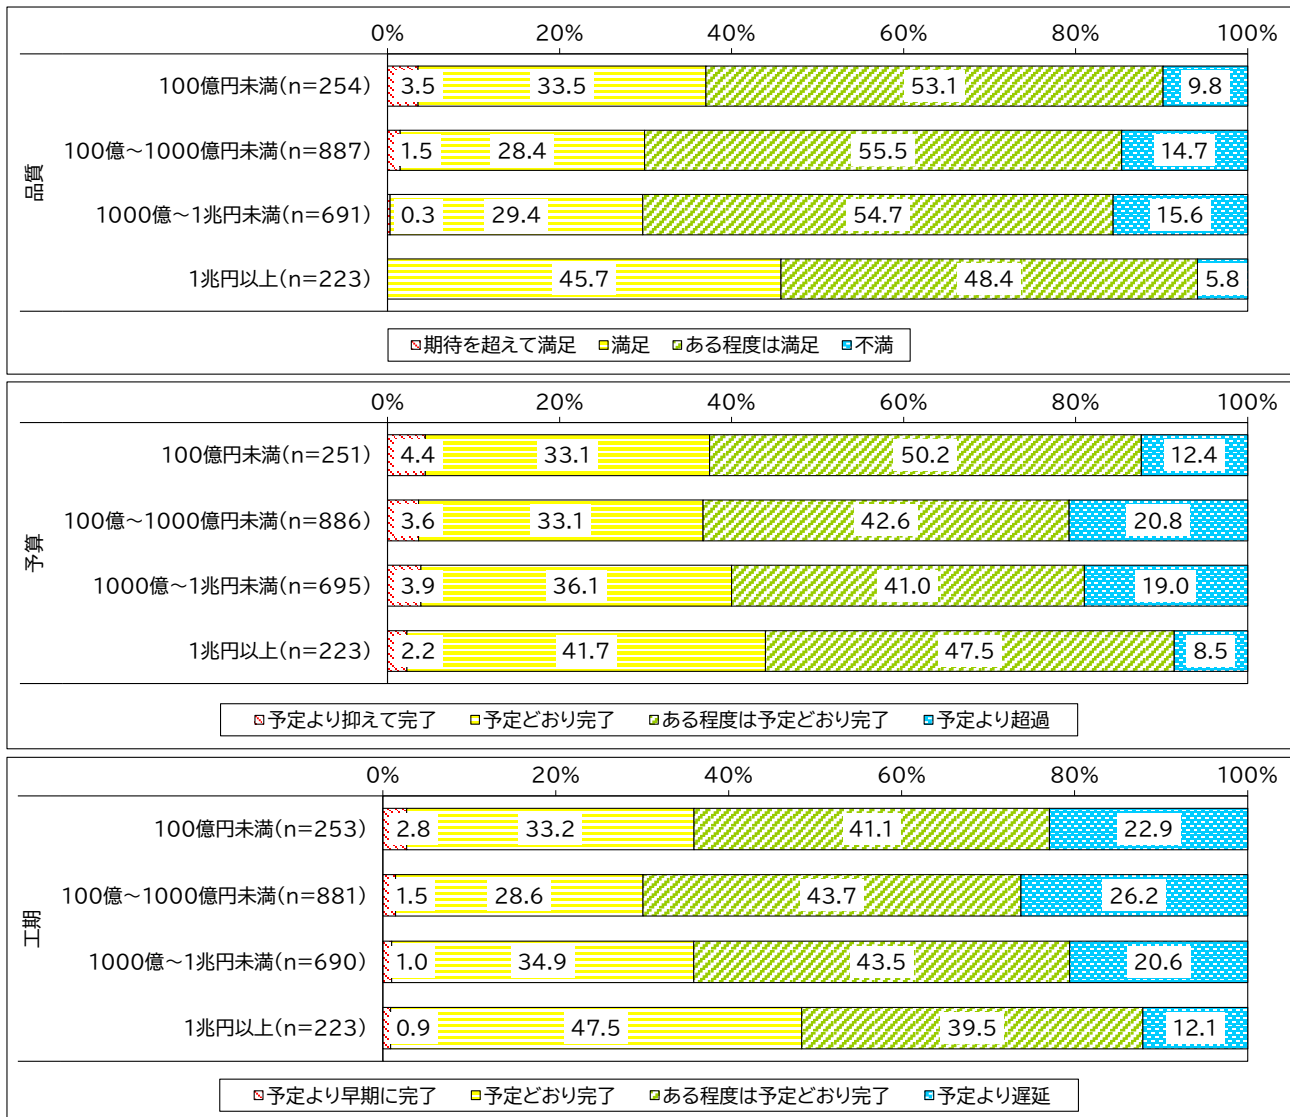 0% 20% 40% 60% 80% 100%
品質
100億円未満(n=254) 3.5 33.5 53.1 9.8
100億～1000億円未満(n=887) 1.5 28.4 55.5 14.7
1000億～1兆円未満(n=691) 0.3 29.4 54.7 15.6
1兆円以上(n=223) 45.7 48.4 5.8
期待を超えて満足 満足 ある程度は満足 不満
0% 20% 40% 60% 80% 100%
予算
100億円未満(n=251) 4.4 33.1 50.2 12.4
100億～1000億円未満(n=886) 3.6 33.1 42.6 20.8
1000億～1兆円未満(n=695) 3.9 36.1 41.0 19.0
1兆円以上(n=223) 2.2 41.7 47.5 8.5
予定より抑えて完了 予定どおり完了 ある程度は予定どおり完了 予定より超過
0% 20% 40% 60% 80% 100%
工期
100億円未満(n=253) 2.8 33.2 41.1 22.9
100億～1000億円未満(n=881) 1.5 28.6 43.7 26.2
1000億～1兆円未満(n=690) 1.0 34.9 43.5 20.6
1兆円以上(n=223) 0.9 47.5 39.5 12.1
予定より早期に完了 予定どおり完了 ある程度は予定どおり完了 予定より遅延